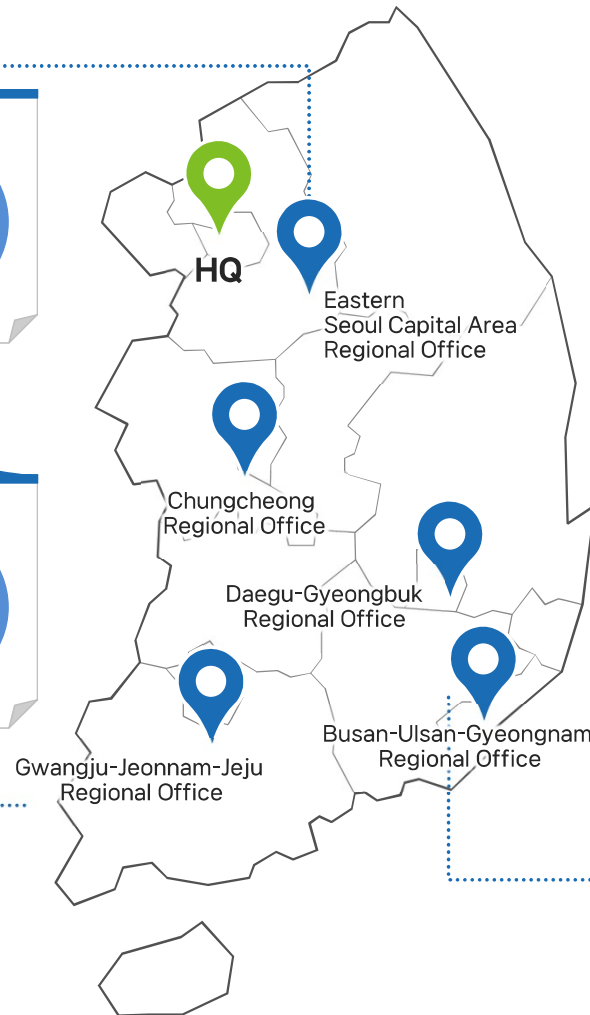 HQ
Eastern
Seoul Capital Area
Regional Office
Chungcheong
Regional Office
Daegu-Gyeongbuk
Regional Office
Busan-Ulsan-Gyeongnam
Regional Office
Gwangju-Jeonnam-Jeju
Regional Office